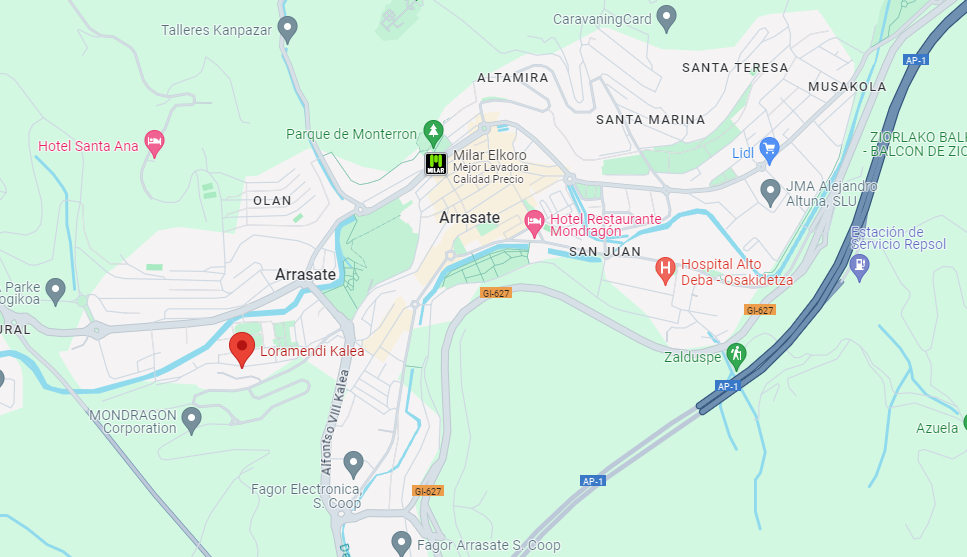 CaravaningCard
Talleres Kanpazar
AP-1
SANTA TERESA
ALTAMIRA
MUSAKOLA
SANTA MARINA
Parque de Monterron
ZIORLAKO BAL
- BALCON DE ZIO
Hotel Santa Ana
Lidl
Milar Elkoro
Mejor Lavadora
Calidad Precio
MILAR
JMA Alejandro
Altuna, SLU
OLAN
Arrasate
Hotel Restaurante
Mondragón
Estación de
Servicio Repsol
SAN JUAN
Hospital Alto
Deba - Osakidetza
Arrasate
A Parke
ogikoa
GI-627
GI-627
URAL
Loramendi Kalea
Zalduspe
AP-1
MONDRAGON
Corporation
Alfontso VIII Kalea
Azuela
AP-1
Fagor Electronica,
S. Coop
GI-627
Fagor Arrasate S. Coop